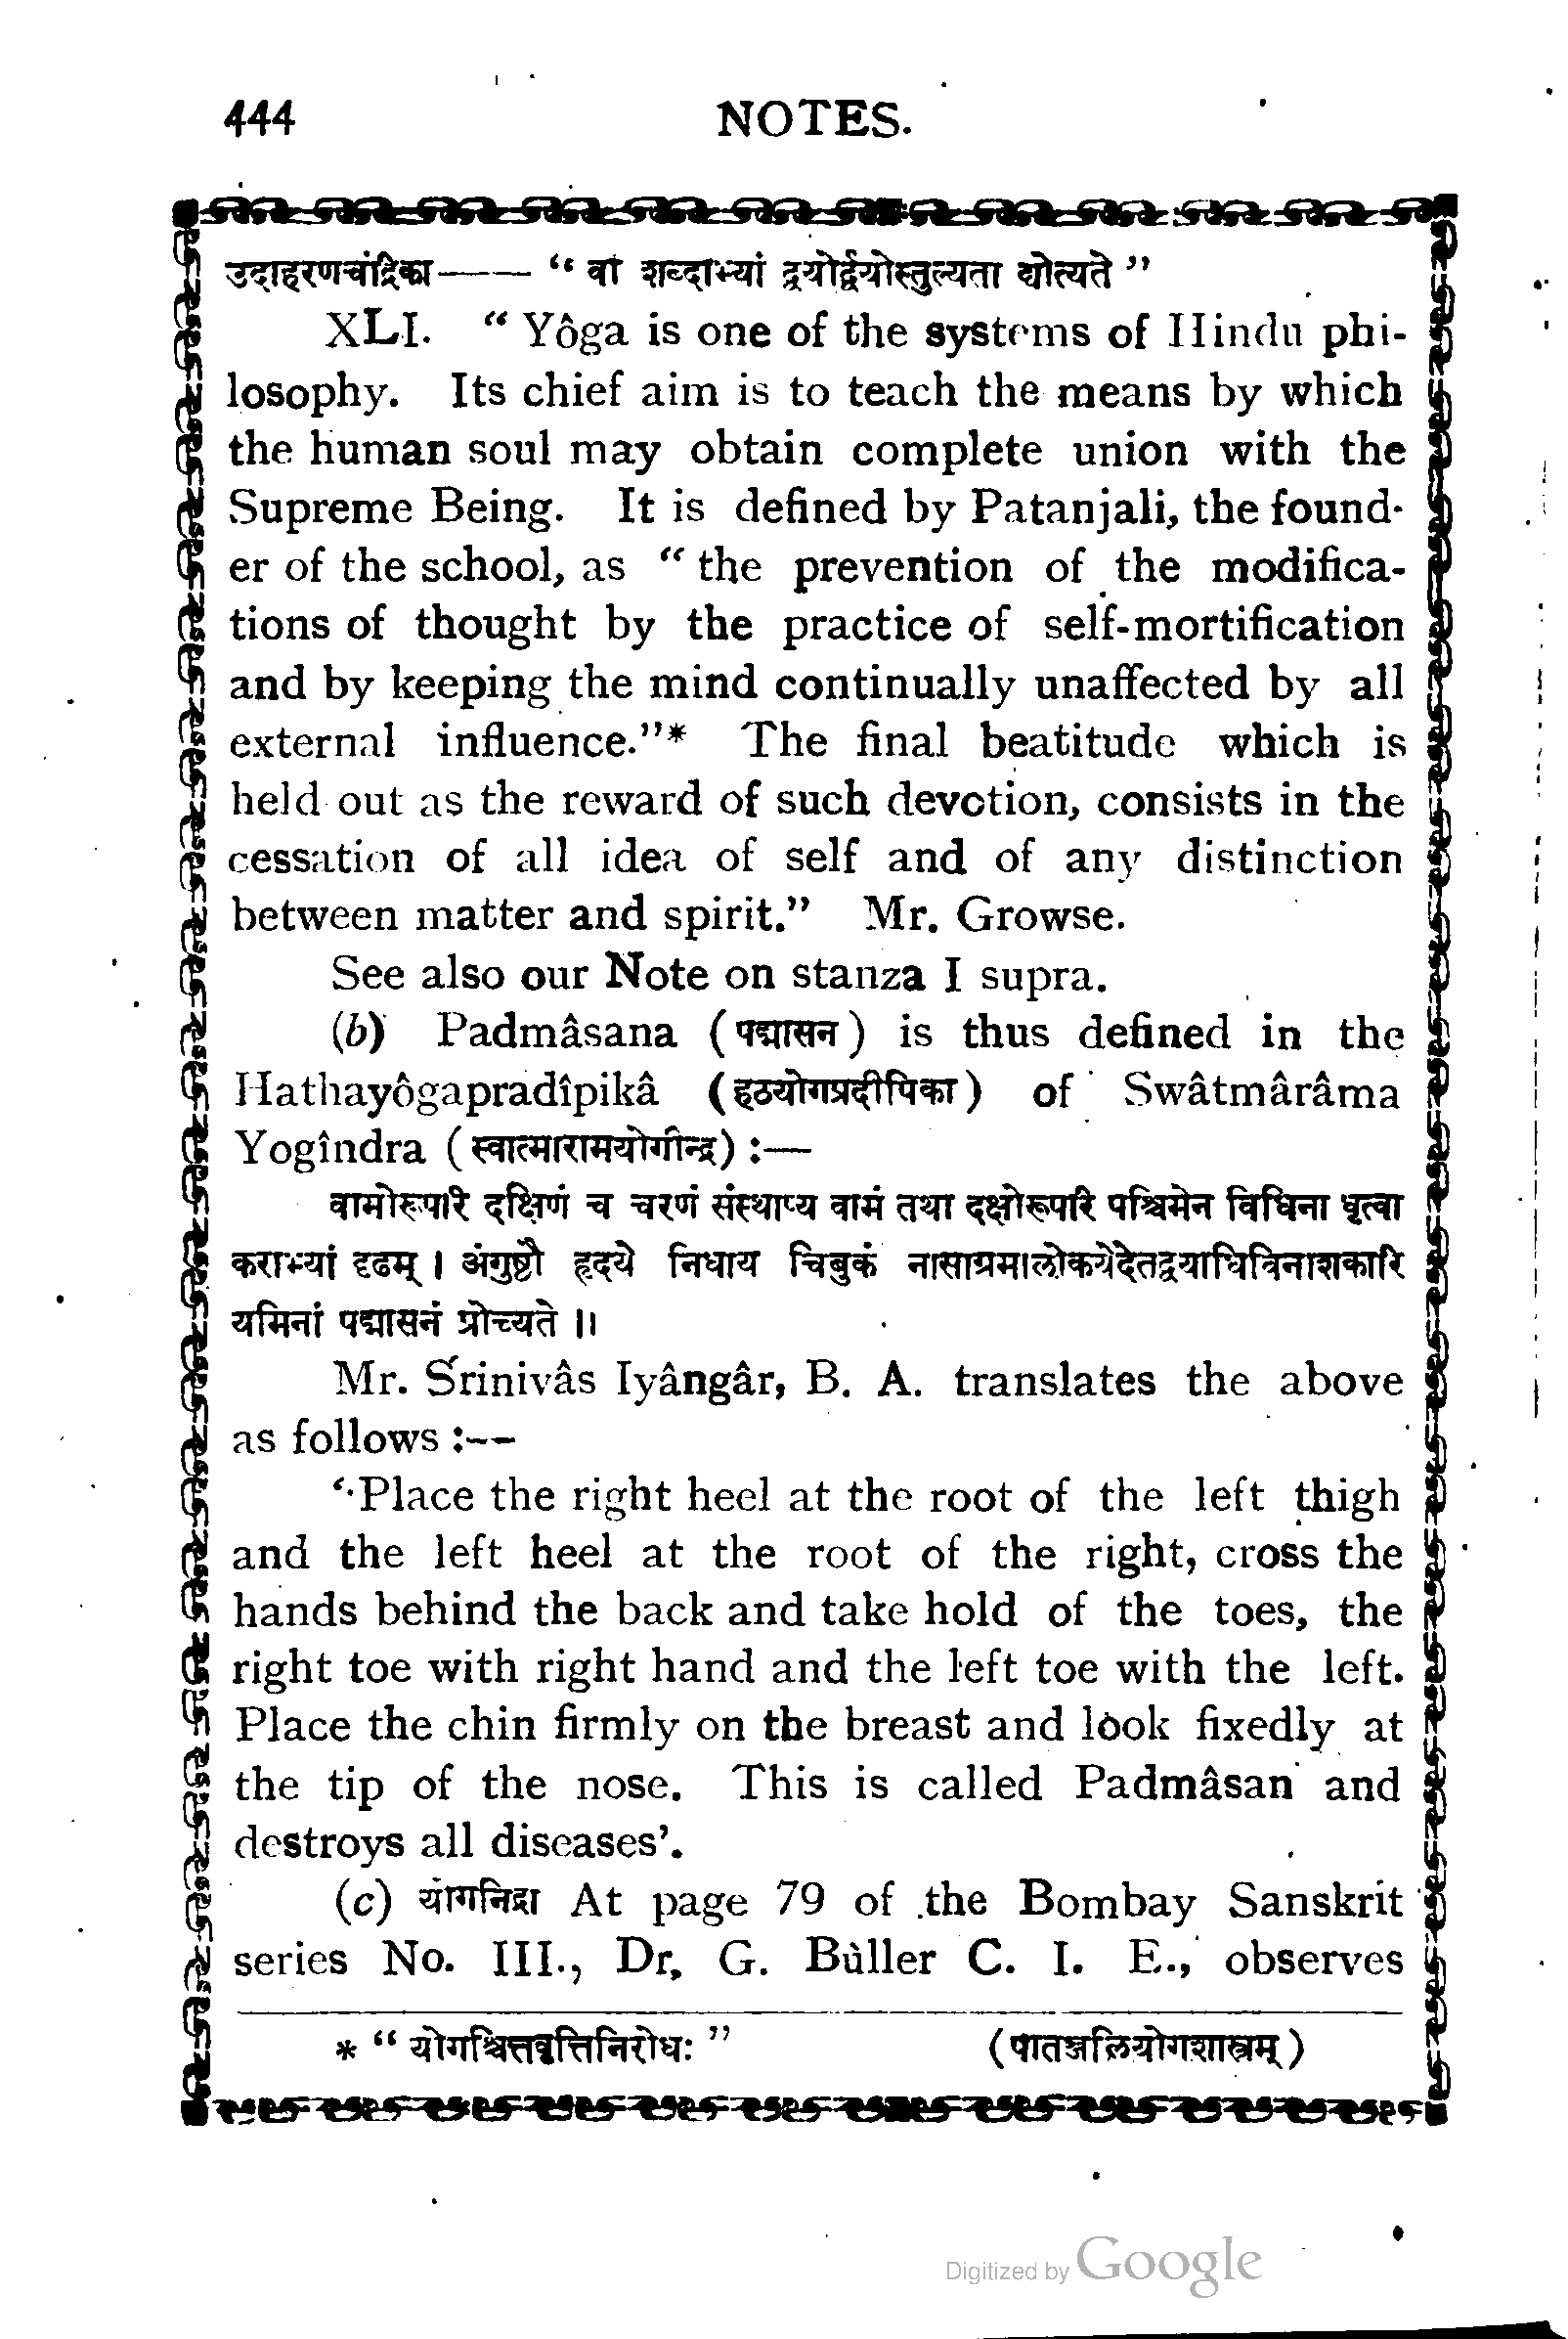 444 NOTES.
उदाहरणचंद्रिका—— “ वा शब्दाभ्यां द्वयोर्द्वयोस्तुल्यता द्योत्यते ”
XLI. “ Yôga is one of the systems of Hindu phi-
losophy. Its chief aim is to teach the means by which
the human soul may obtain complete union with the
Supreme Being. It is defined by Patanjali, the found-
er of the school, as “ the prevention of the modifica-
tions of thought by the practice of self-mortification
and by keeping the mind continually unaffected by all
external influence.”* The final beatitude which is
held out as the reward of such devotion, consists in the
cessation of all idea of self and of any distinction
between matter and spirit.” Mr. Growse.
See also our Note on stanza I supra.
(b) Padmâsana ( पद्मासन ) is thus defined in the
Hathayôgapradîpikâ ( हठयोगप्रदीपिका ) of Swâtmârâma
Yogîndra ( स्वात्मारामयोगीन्द्र) :—
वामोरूपरि दक्षिणं च चरणं संस्थाप्य वामं तथा दक्षोरूपरि पश्चिमेन विधिना धृत्वा
कराभ्यां दृढम् । अंगुष्ठौ हृदये निधाय चिबुकं नासाग्रमालोकयेदेतद्वयाधिविनाशकारि
यमिनां पद्मासनं प्रोच्यते ॥
Mr. Śrinivâs Iyângâr, B. A. translates the above
as follows :--
‘Place the right heel at the root of the left thigh
and the left heel at the root of the right, cross the
hands behind the back and take hold of the toes, the
right toe with right hand and the left toe with the left.
Place the chin firmly on the breast and look fixedly at
the tip of the nose. This is called Padmâsan and
destroys all diseases’.
(c) योगनिद्रा At page 79 of the Bombay Sanskrit
series No. III., Dr, G. Bùller C. I. E., observes
* “ योगश्चित्तवृत्तिनिरोधः ” (पातञ्जलियोगशास्त्रम् )
Digitized by Google